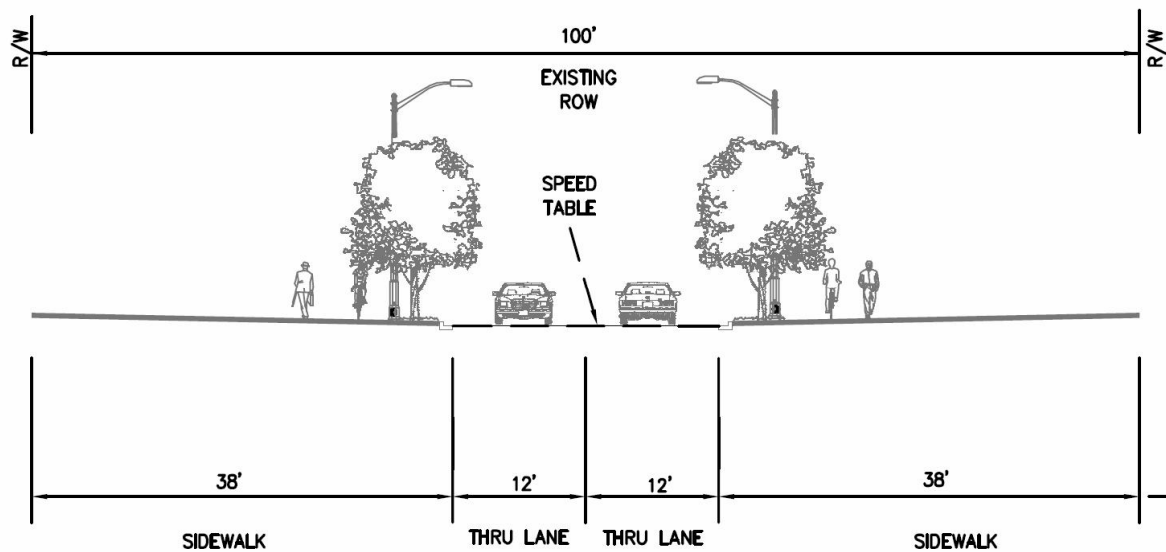 R/W
100'
R/W
EXISTING
ROW
SPEED
TABLE
38'
12'
12'
38'
SIDEWALK
THRU LANE
THRU LANE
SIDEWALK